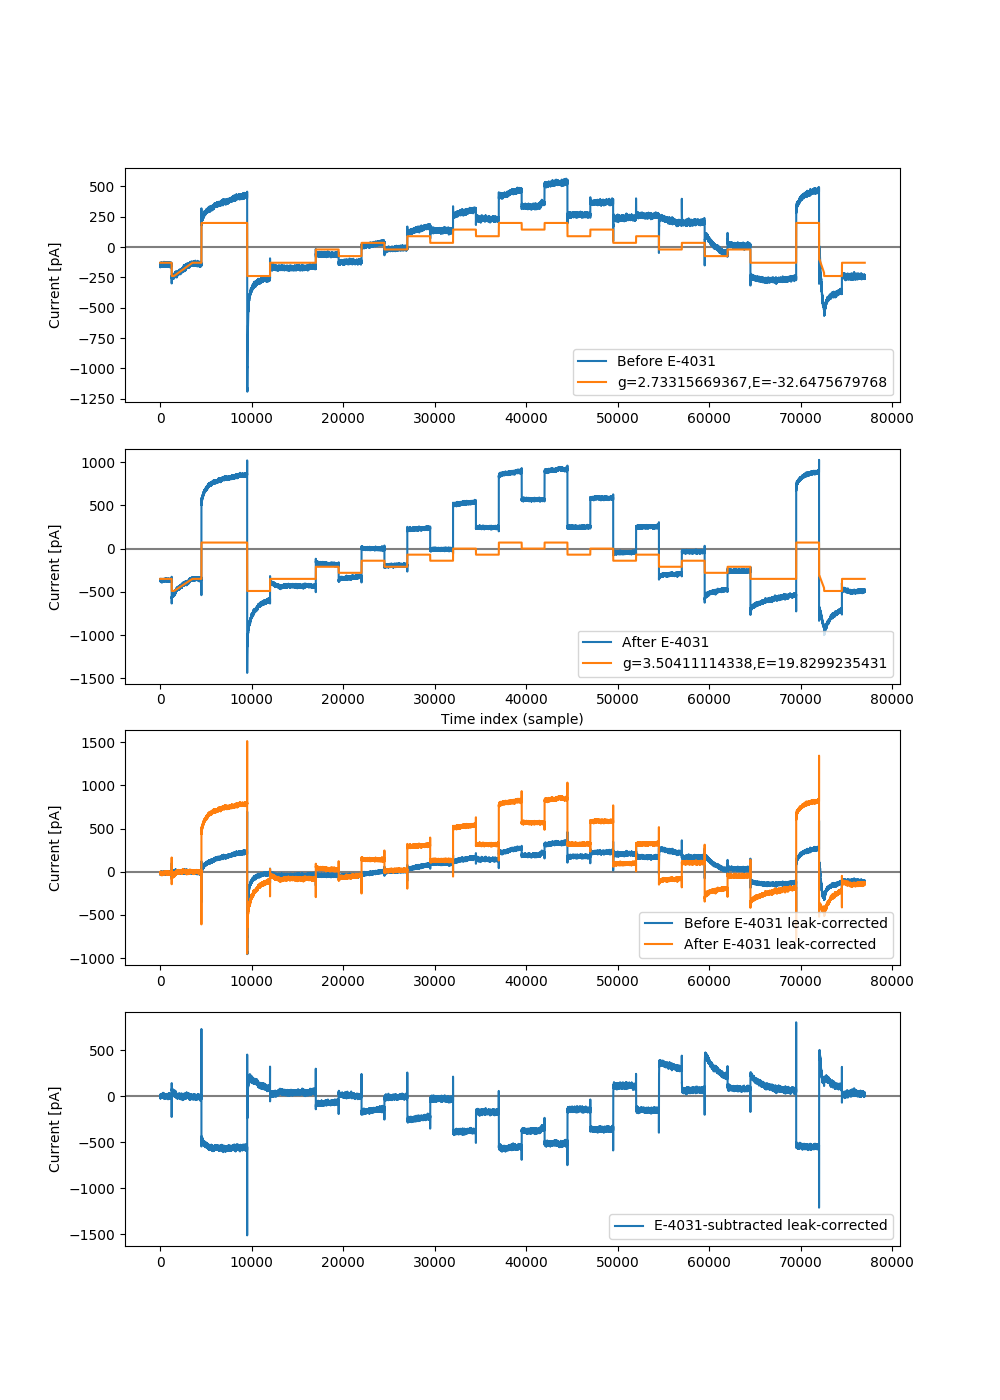 500
250
0
−250
−500
−750
−1000
−1250
Current [pA]
Before E-4031
g=2.73315669367,E=-32.6475679768
0 10000 20000 30000 40000 50000 60000 70000 80000
1000
500
0
−500
−1000
−1500
Current [pA]
After E-4031
g=3.50411114338,E=19.8299235431
0 10000 20000 30000 40000 50000 60000 70000 80000
Time index (sample)
1500
1000
500
0
−500
−1000
Current [pA]
Before E-4031 leak-corrected
After E-4031 leak-corrected
0 10000 20000 30000 40000 50000 60000 70000 80000
500
0
−500
−1000
−1500
Current [pA]
E-4031-subtracted leak-corrected
0 10000 20000 30000 40000 50000 60000 70000 80000